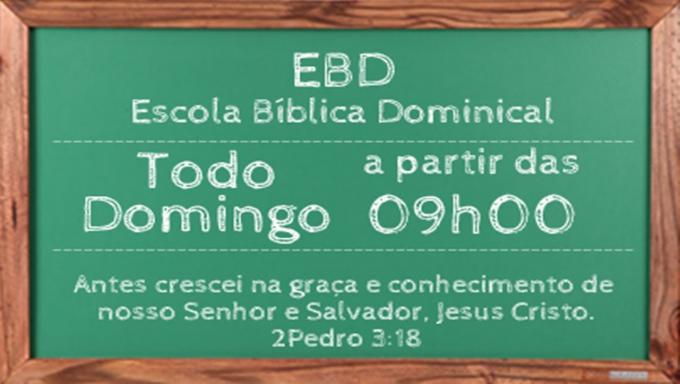 EBD
Escola Bíblica Dominical
Todo Domingo
a partir das 09h00
Antes crescei na graça e conhecimento de
nosso Senhor e Salvador, Jesus Cristo.
2Pedro 3:18